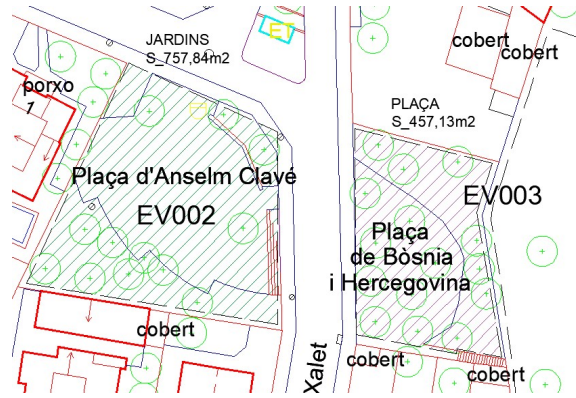 JARDINS
S_757,84m2
ET
cobert
cobert
porxo
1
PLAÇA
S_457,13m2
Plaça d'Anselm Clavé
EV002
EV003
Plaça
de Bòsnia
i Hercegovina
cobert
Xalet
cobert
cobert